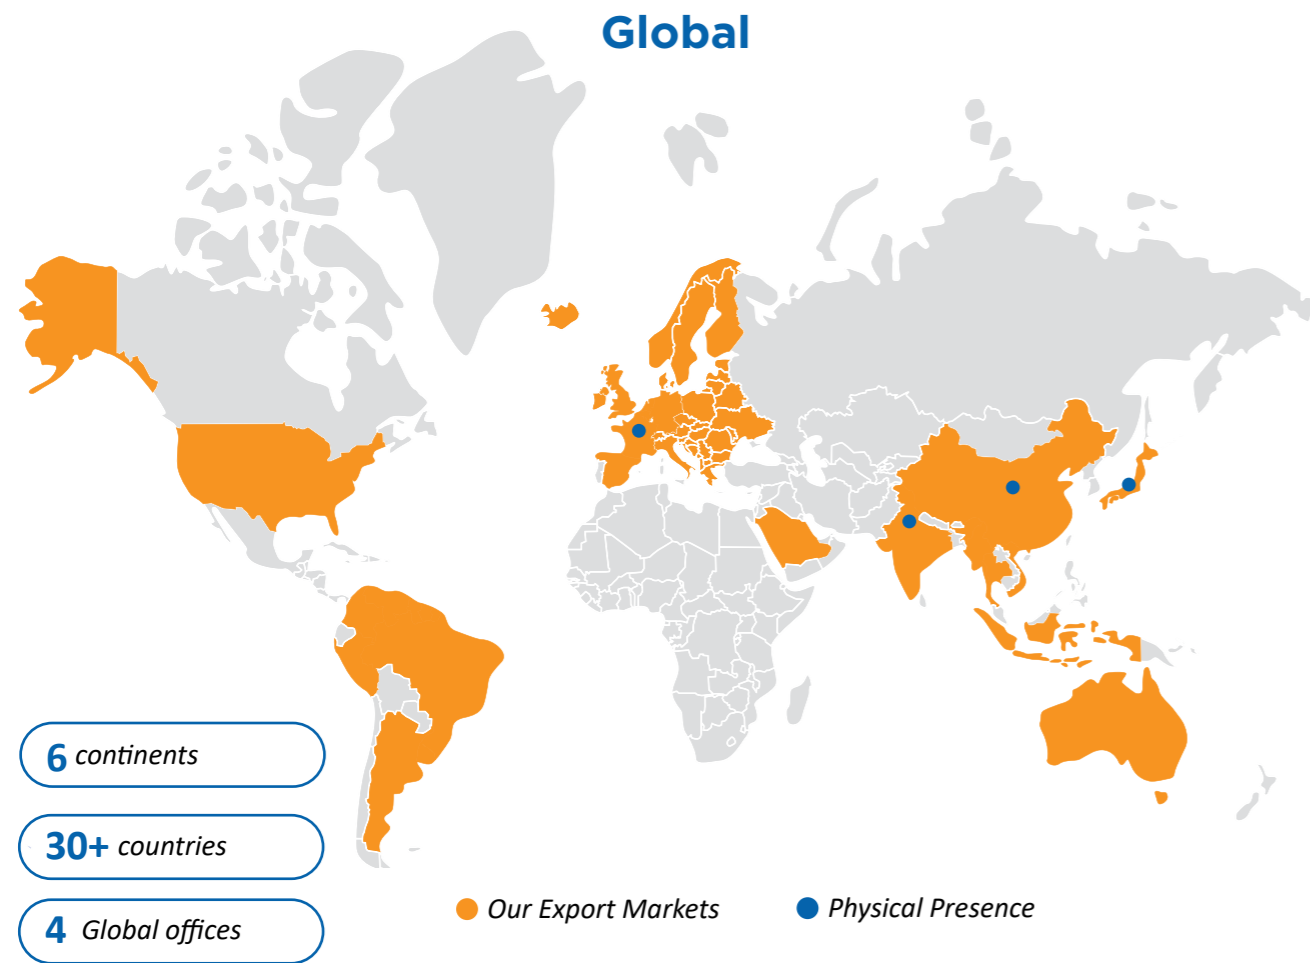 Global
6 continents
30+ countries
4 Global offices
Our Export Markets
Physical Presence